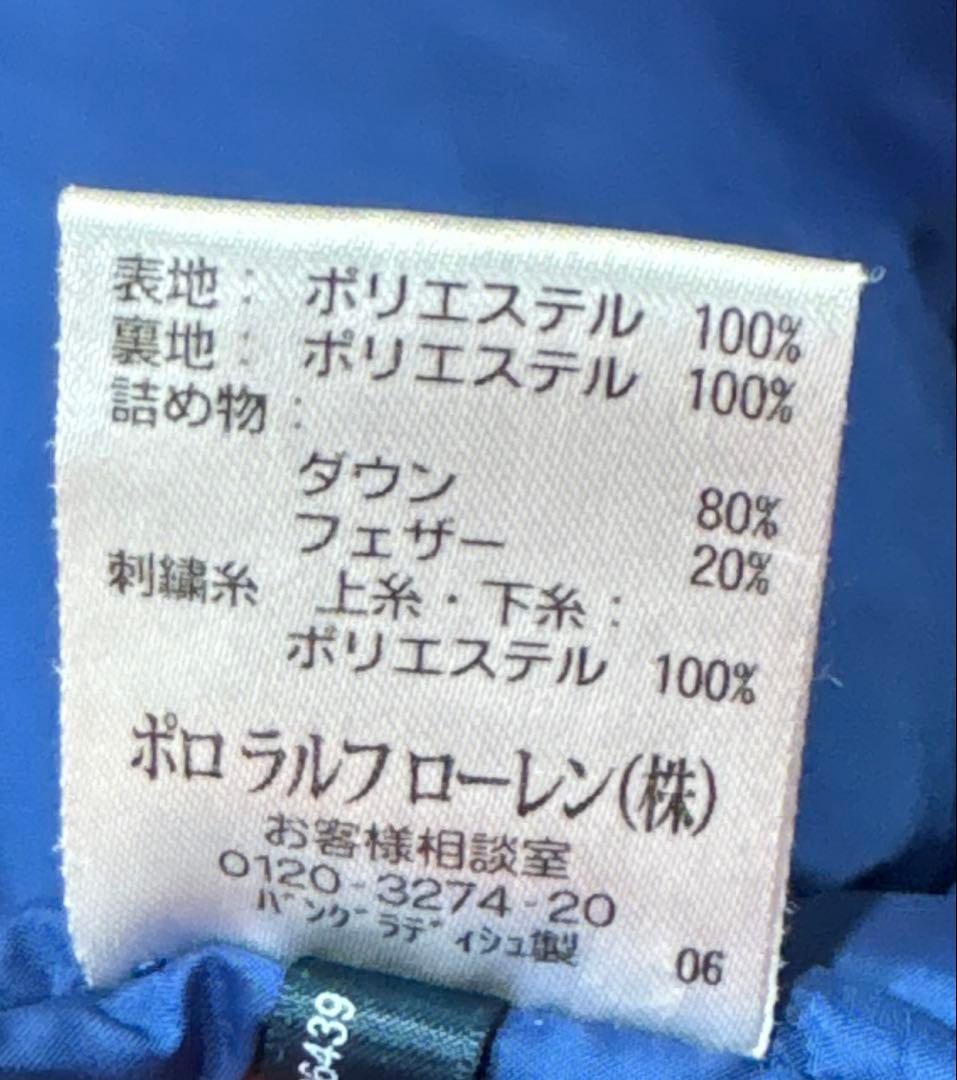 表地： ポリエステル 100%
裏地： ポリエステル 100%
詰め物：
ダウン 80%
フェザー 20%
刺繍糸 上糸・下糸：
ポリエステル 100%
ポロ ラルフ ローレン(株)
お客様相談室
0120-3274-20
バングラディシュ製 06
6439